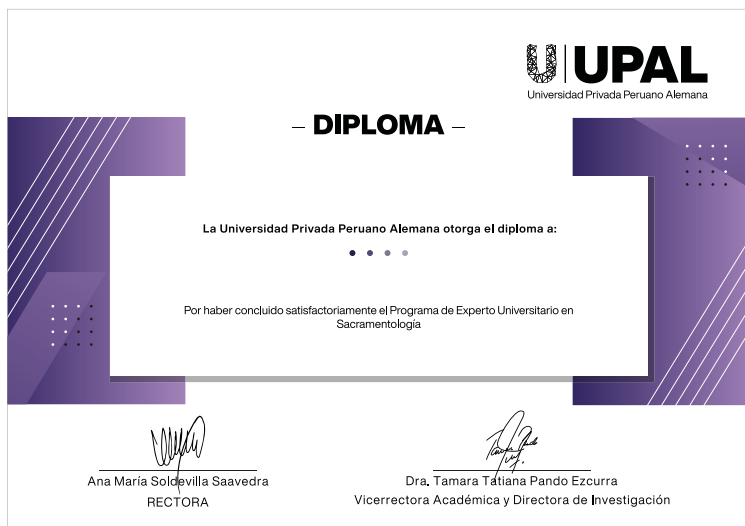 UPAL
Universidad Privada Peruano Alemana
– DIPLOMA –
La Universidad Privada Peruano Alemana otorga el diploma a:
Por haber concluido satisfactoriamente el Programa de Experto Universitario en
Sacramentología
Ana María Soldevilla Saavedra
RECTORA
Dra. Tamara Tatiana Pando Ezcurra
Vicerrectora Académica y Directora de Investigación